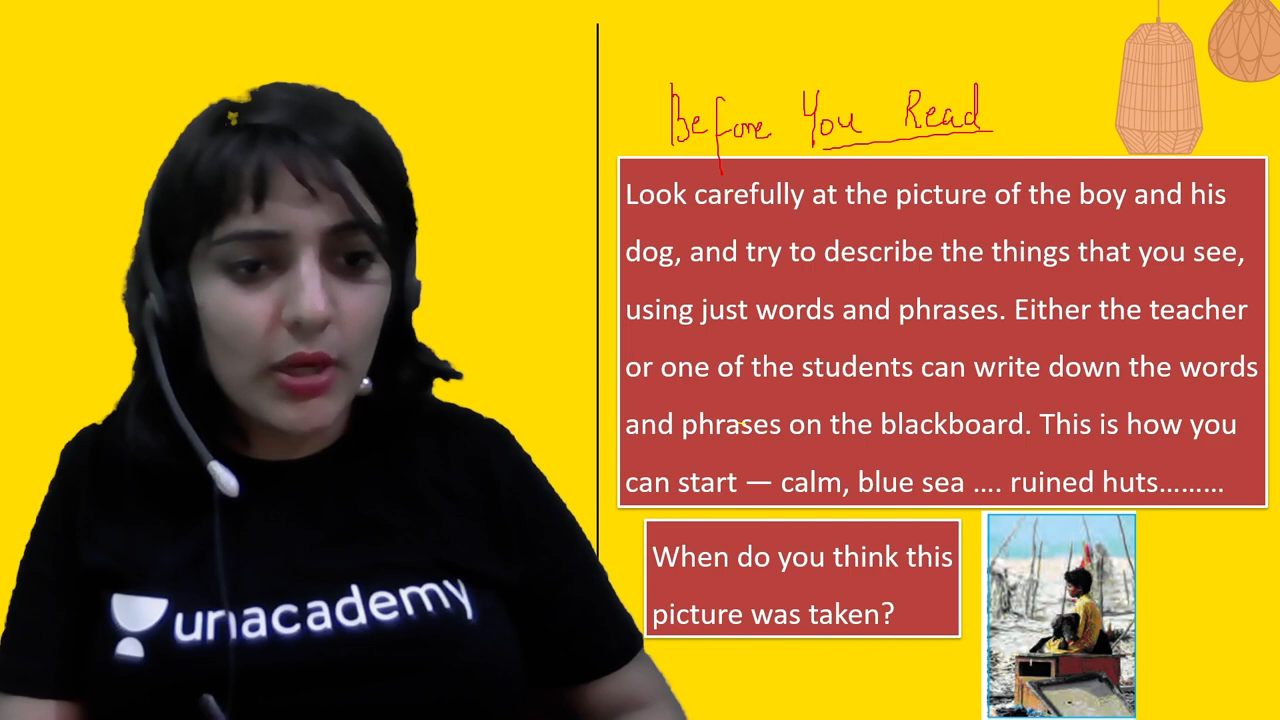 Before You Read
Look carefully at the picture of the boy and his
dog, and try to describe the things that you see,
using just words and phrases. Either the teacher
or one of the students can write down the words
and phrases on the blackboard. This is how you
can start — calm, blue sea …. ruined huts………
When do you think this
picture was taken?
unacademy